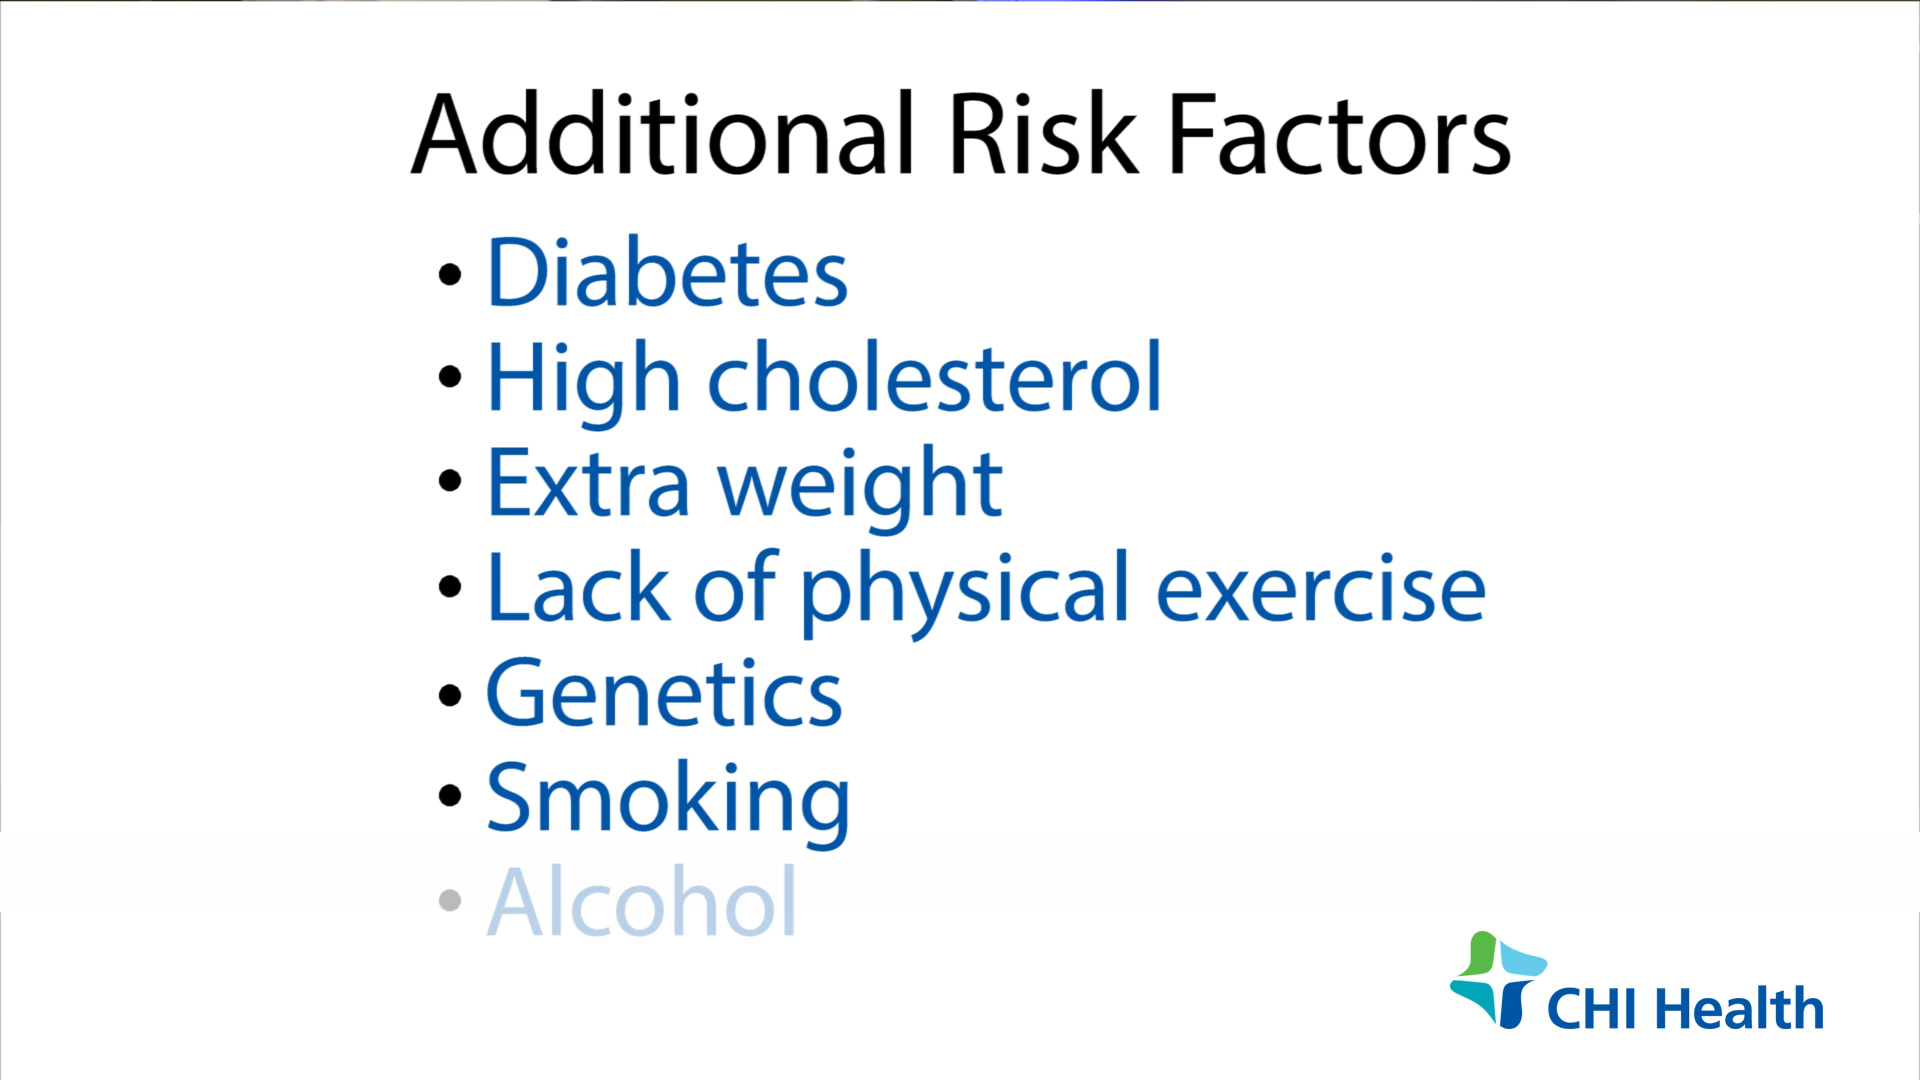 Additional Risk Factors
• Diabetes
• High cholesterol
• Extra weight
• Lack of physical exercise
• Genetics
• Smoking
• Alcohol
CHI Health